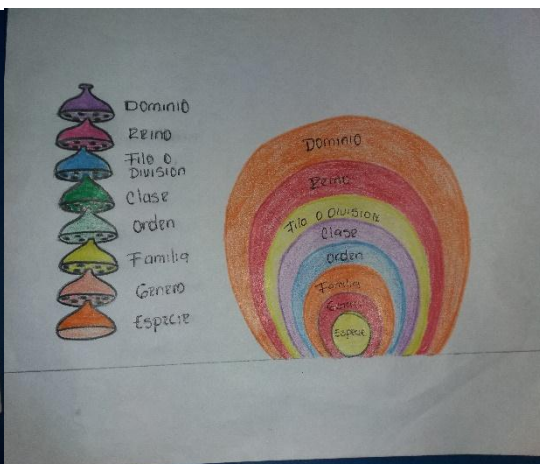 Dominio
Reino
Filo o
Division
Clase
Orden
Familia
Genero
Especie
Dominio
Reino
Filo o Division
Clase
Orden
Familia
Genero
Especie